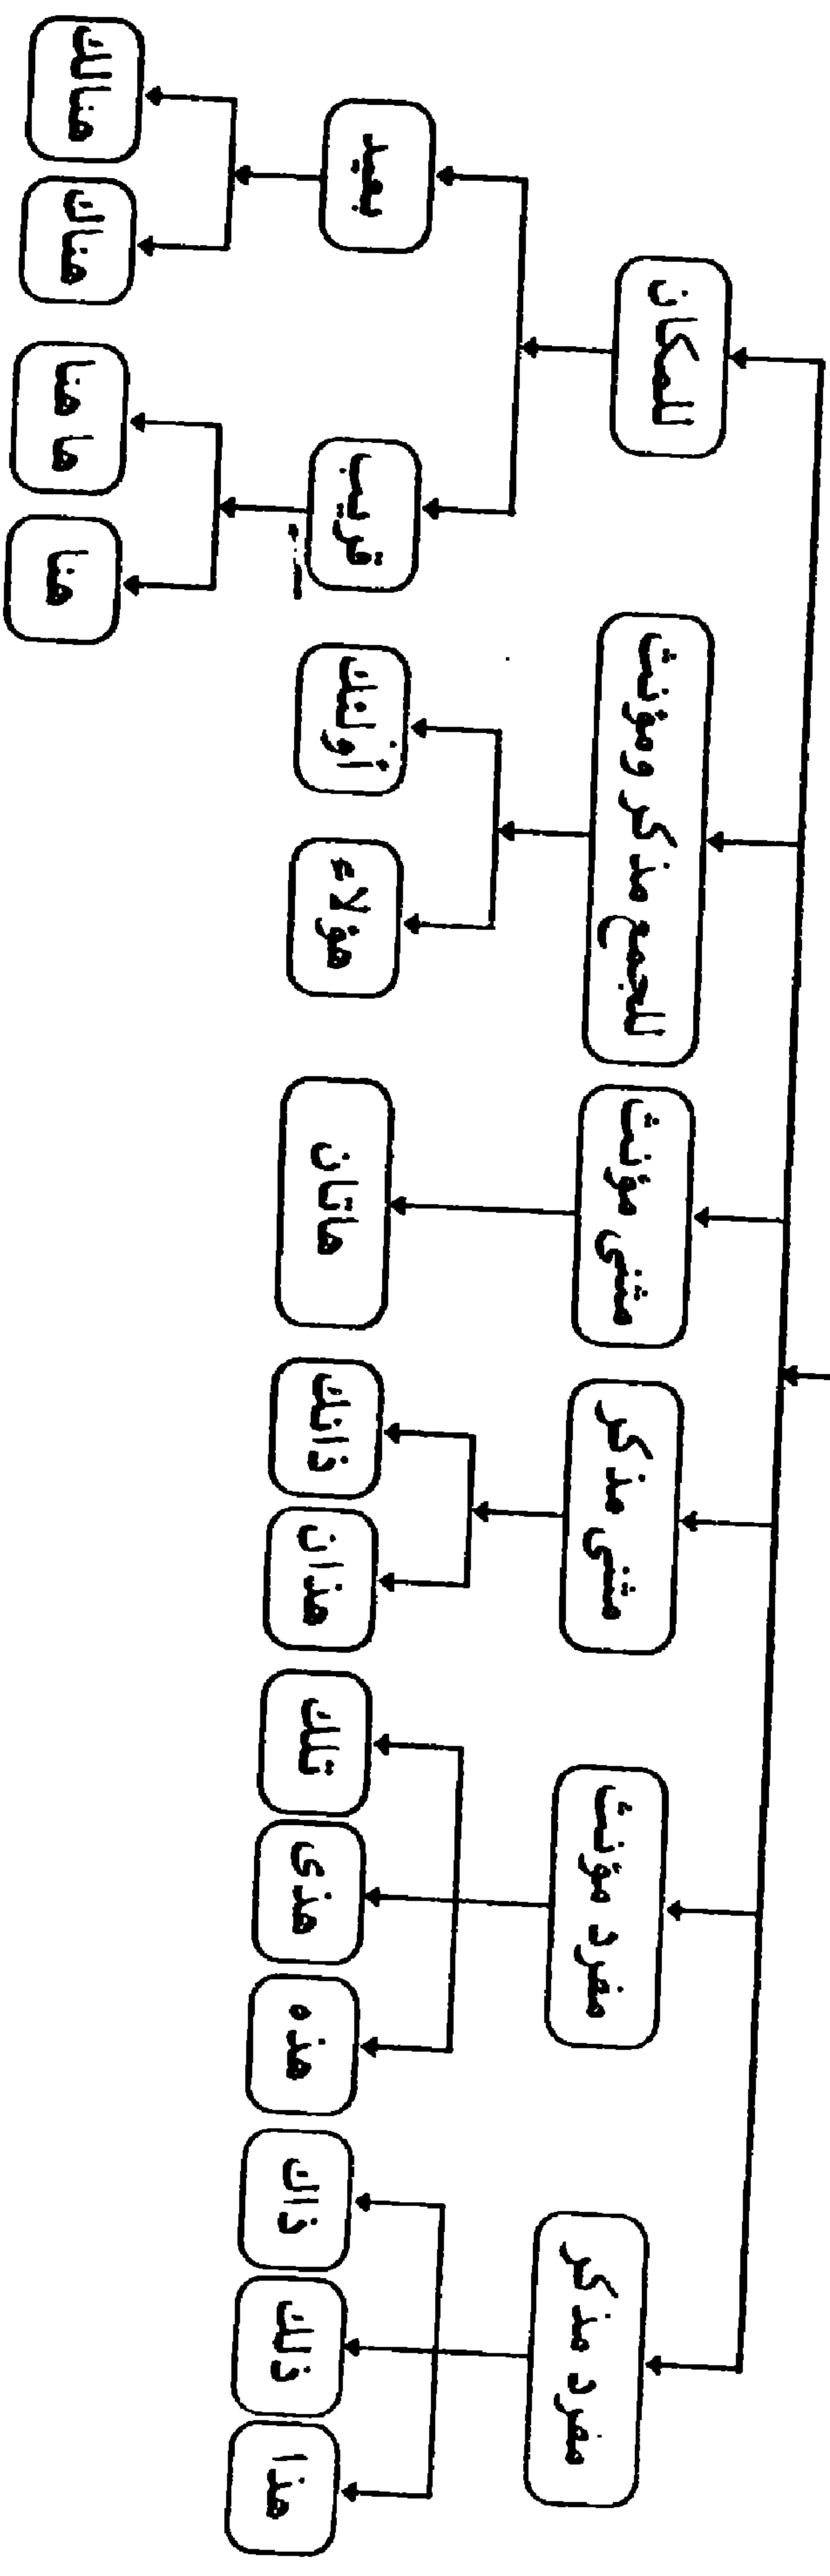 مفرد مذكر
مفرد مؤنث
مثنى مذكر
مثنى مؤنث
للجمع مذكر ومؤنث
للمكان
هذا
ذلك
ذاك
هذه
هذى
تلك
هذان
ذانك
هاتان
هؤلاء
أولئك
قريب
بعيد
هنا
ها هنا
هناك
هنالك